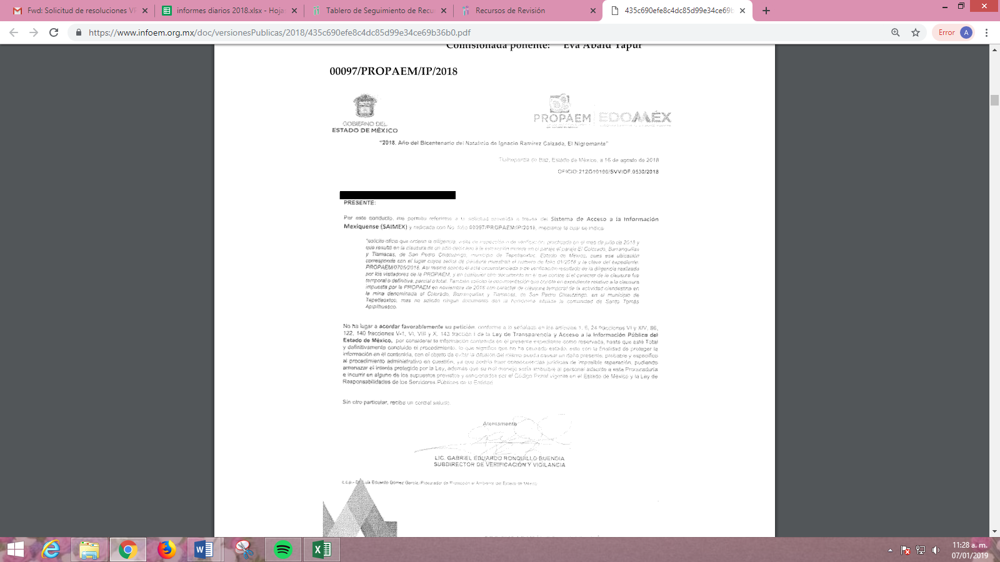 Fwd: Solicitud de resoluciones VP
informes diarios 2018.xlsx - Hoja
Tablero de Seguimiento de Recu
Recursos de Revisión
435c690efe8c4dc85d99e34ce69b
https://www.infoem.org.mx/doc/versionesPublicas/2018/435c690efe8c4dc85d99e34ce69b36b0.pdf
Error
A
Comisionada ponente: Eva Abaid Yapur
00097/PROPAEM/IP/2018
GOBIERNO DEL
ESTADO DE MÉXICO
PROPAEM
EDOMÉX
"2018. Año del Bicentenario del Natalicio de Ignacio Ramírez Calzada, El Nigromante"
Tlalnepantla de Baz, Estado de México, a 16 de agosto de 2018
OFICIO 212G10106/SVV/OF.0530/2018
PRESENTE:
Por este conducto, me permito referirme a la solicitud a través del Sistema de Acceso a la Información
Mexiquense (SAIMEX) y radicada con No. folio 00097/PROPAEM/IP/2018, mediante la cual se indica:
"solicito oficio que ordenó la diligencia, visita de inspección o de verificación, practicada en el mes de julio de 2018 y
que resultó en la clausura de un sitio dedicado a la extracción minera en el paraje el paraje El Colorado, Barranquillas
y Tlamacas, de San Pedro Chiautzingo, municipio de Tepetlaoxtoc, Estado de México, pues esa ubicación
corresponde con el lugar cuyos sellos de clausura muestran el número de folio 01/2018 y la clave del expediente:
PROPAEM/0705/2018. Así mismo solicito el acta circunstanciada o de verificación resultado de la diligencia realizada
por los visitadores de la PROPAEM, y en cualquier otro documento en el que conste si el carácter de la clausura fue
temporal o definitiva, parcial o total. También solicito la documentación que conste en expediente relativo a la clausura
impuesta por la PROPAEM en noviembre de 2016 con carácter de clausura temporal de la actividad clandestina en
la mina denominada el Colorado, Barranquillas y Tlamacas, de San Pedro Chiautzingo, en el municipio de
Tepetlaoxtoc, mas no solicito ningún documento den la homónima situada la comunidad de Santo Tomás
Apipilhuasco.
No ha lugar a acordar favorablemente su petición, conforme a lo señalado en los artículos 1, 6, 24 fracciones VI y XIV, 86,
122, 140 fracciones V-1, VI, VIII y X, 143 fracción I de la Ley de Transparencia y Acceso a la Información Pública del
Estado de México, por considerar la información contenida en el presente expediente como reservada, hasta que esté Total
y definitivamente concluido el procedimiento, lo que significa que no ha causado estado, esto con la finalidad de proteger la
información en el contenida, con el objeto de evitar la difusión del mismo pueda causar un daño presente, probable y específico
al procedimiento administrativo en cuestión, ya que podría traer consecuencias jurídicas de imposible reparación, pudiendo
amenazar el interés protegido por la Ley, además que su mal manejo sería atribuible al personal adscrito a esta Procuraduría
e incurrir en alguno de los supuestos previstos y sancionados por el Código Penal vigente en el Estado de México y la Ley de
Responsabilidades de los Servidores Públicos de la Entidad.
Sin otro particular, recibe un cordial saludo.
Atentamente
LIC. GABRIEL EDUARDO RONQUILLO BUENDIA
SUBDIRECTOR DE VERIFICACIÓN Y VIGILANCIA
c.c.p.- Luis Eduardo Gómez García. Procurador de Protección al Ambiente del Estado de México
11:28 a. m.
07/01/2019